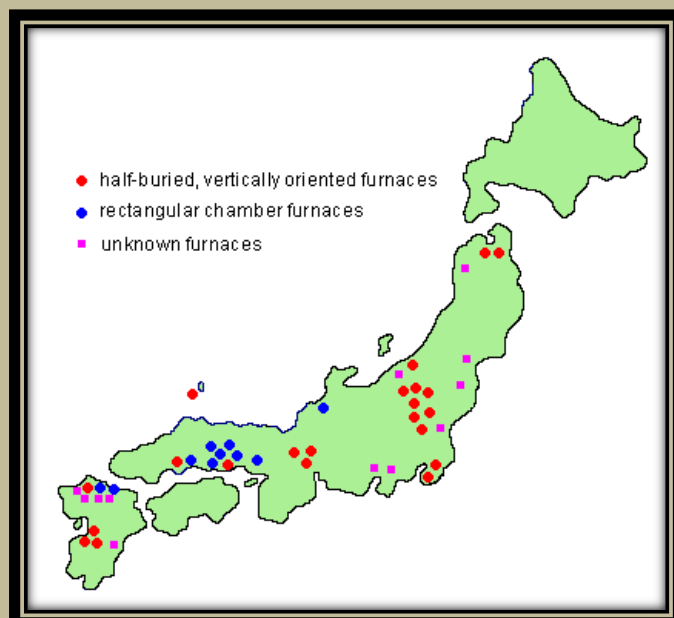 half-buried, vertically oriented furnaces
rectangular chamber furnaces
unknown furnaces